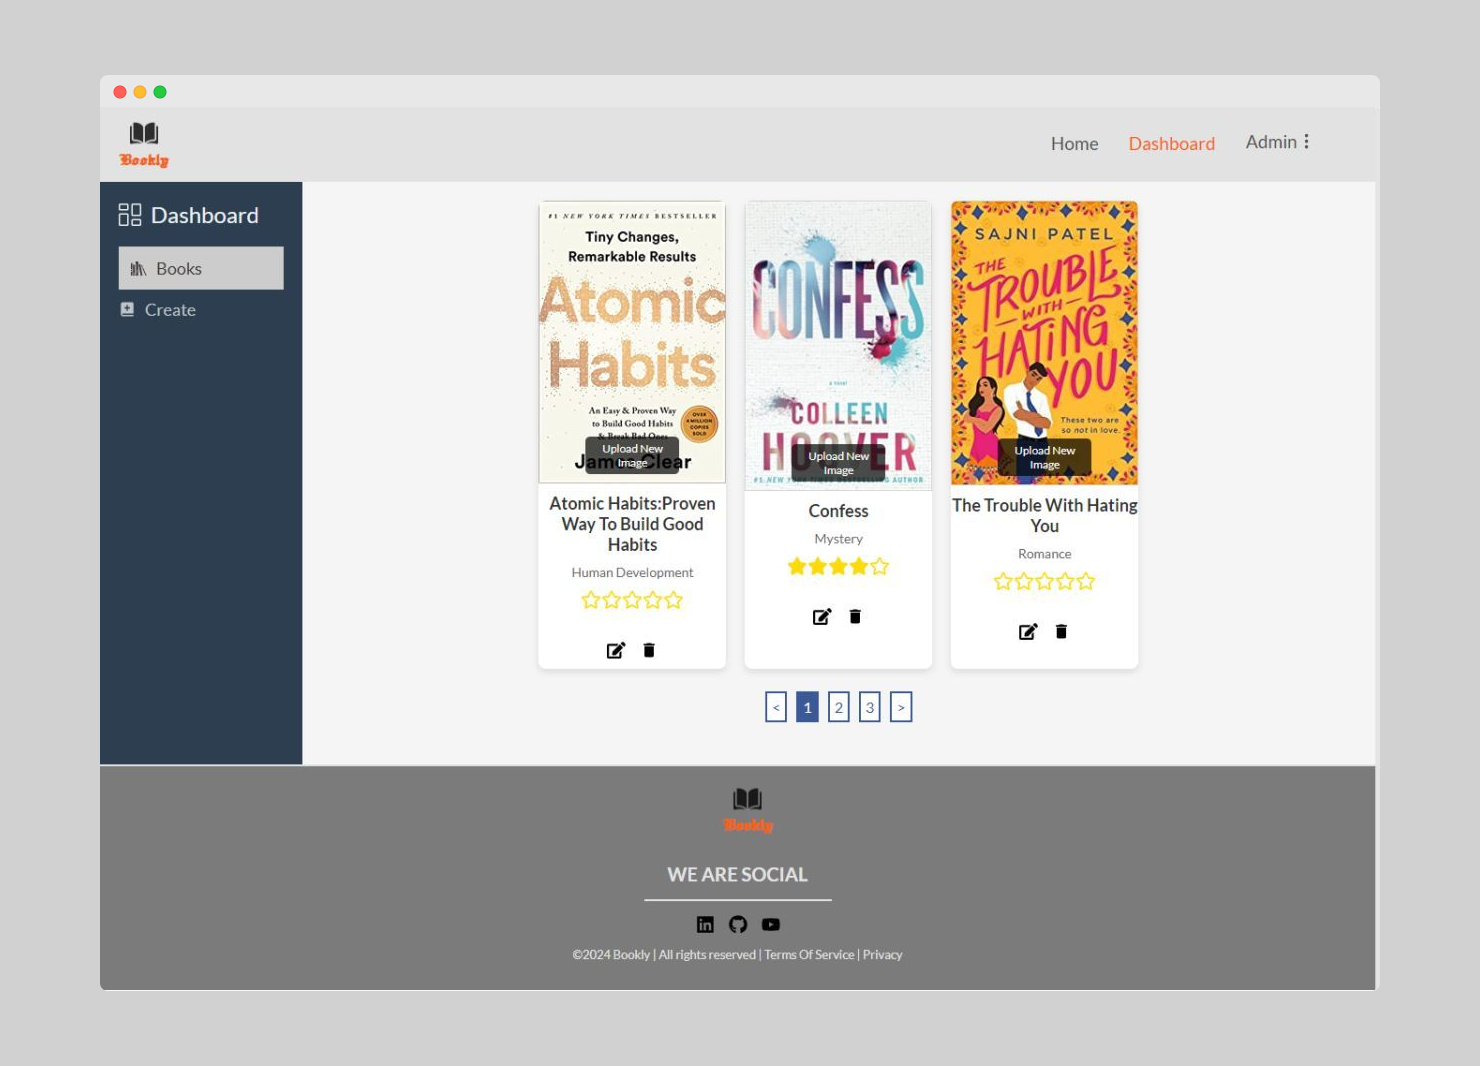 Bookly
Home
Dashboard
Admin
Dashboard
Books
Create
#1 NEW YORK TIMES BESTSELLER
Tiny Changes,
Remarkable Results
Atomic
Habits
An Easy & Proven Way
to Build Good Habits
& Break Bad Ones
OVER
4 MILLION
COPIES
SOLD
James Clear
Upload New
Image
Atomic Habits:Proven
Way To Build Good
Habits
Human Development
CONFESS
a novel
COLLEEN
HOOVER
#1 NEW YORK TIMES BESTSELLING AUTHOR
Upload New
Image
Confess
Mystery
SAJNI PATEL
THE
TROUBLE
WITH
HATING
YOU
These two are
so not in love.
Upload New
Image
The Trouble With Hating
You
Romance
< 1 2 3 >
Bookly
WE ARE SOCIAL
©2024 Bookly | All rights reserved | Terms Of Service | Privacy